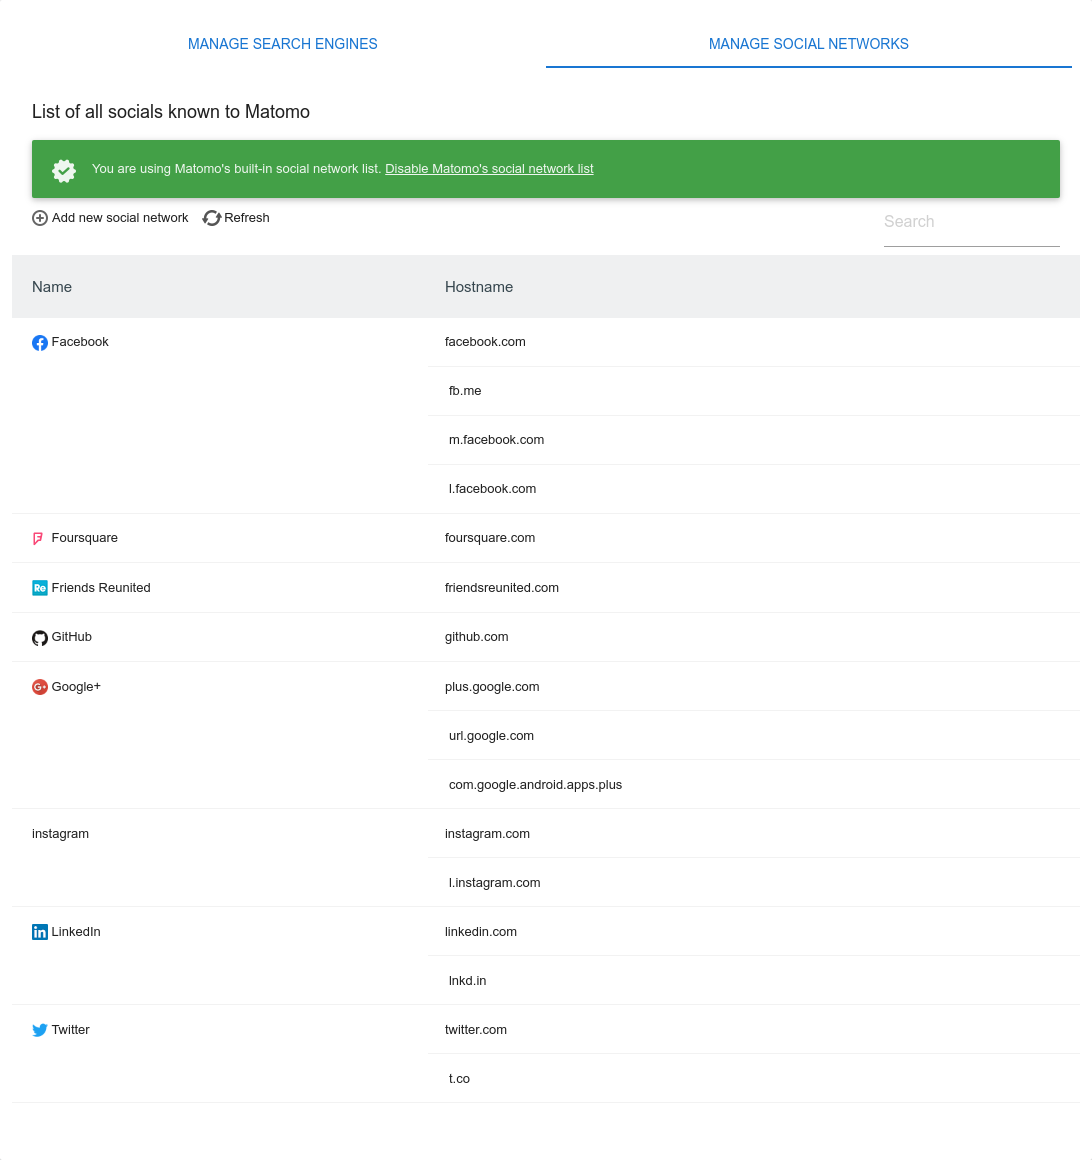 MANAGE SEARCH ENGINES MANAGE SOCIAL NETWORKS
List of all socials known to Matomo
You are using Matomo's built-in social network list. Disable Matomo's social network list
Add new social network Refresh Search
Name Hostname
Facebook facebook.com
fb.me
m.facebook.com
l.facebook.com
Foursquare foursquare.com
Re Friends Reunited friendsreunited.com
GitHub github.com
G+ Google+ plus.google.com
url.google.com
com.google.android.apps.plus
instagram instagram.com
l.instagram.com
in LinkedIn linkedin.com
lnkd.in
Twitter twitter.com
t.co